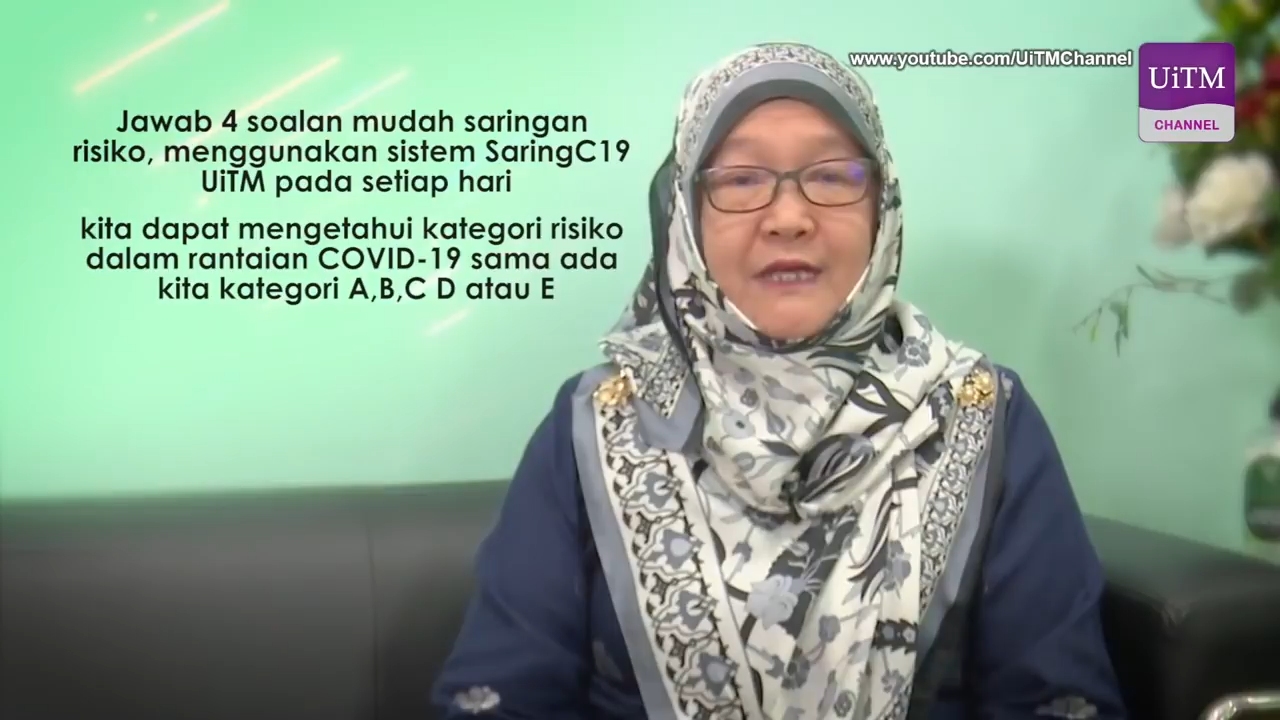 www.youtube.com/UiTMChannel
UiTM
CHANNEL
Jawab 4 soalan mudah saringan
risiko, menggunakan sistem SaringC19
UiTM pada setiap hari
kita dapat mengetahui kategori risiko
dalam rantaian COVID-19 sama ada
kita kategori A,B,C D atau E